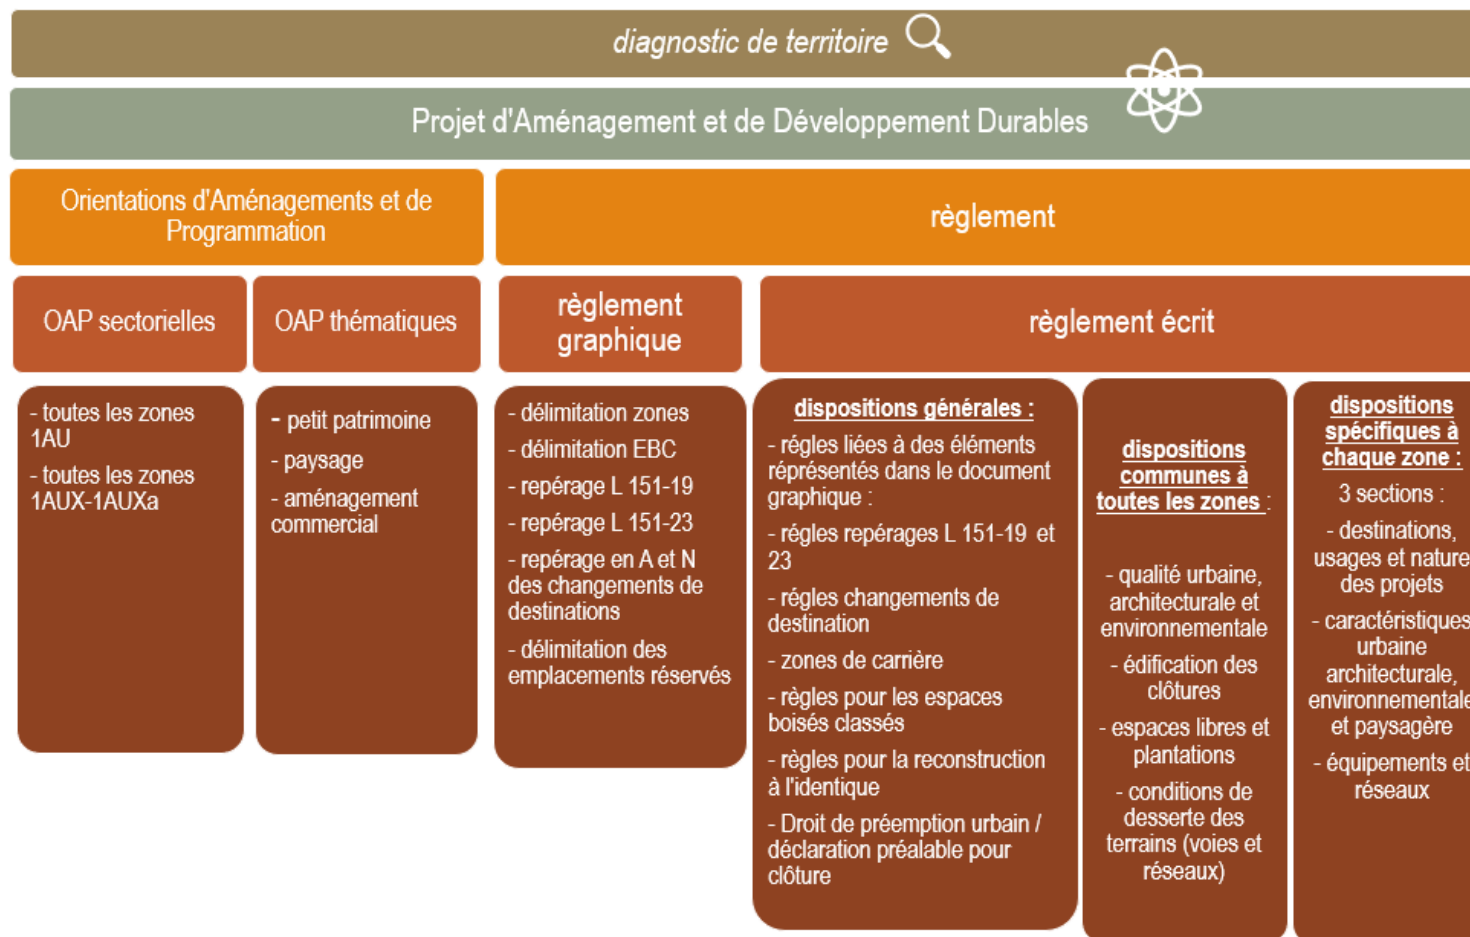 diagnostic de territoire
Projet d'Aménagement et de Développement Durables
Orientations d'Aménagements et de
Programmation
règlement
OAP sectorielles
OAP thématiques
règlement
graphique
règlement écrit
- toutes les zones
1AU
- toutes les zones
1AUX-1AUXa
- petit patrimoine
- paysage
- aménagement
commercial
- délimitation zones
- délimitation EBC
- repérage L 151-19
- repérage L 151-23
- repérage en A et N
des changements de
destinations
- délimitation des
emplacements réservés
dispositions générales :
- régles liées à des éléments
réprésentés dans le document
graphique :
- régles repérages L 151-19 et
23
- régles changements de
destination
- zones de carrière
- règles pour les espaces
boisés classés
- règles pour la reconstruction
à l'identique
- Droit de préemption urbain /
déclaration préalable pour
clôture
dispositions
communes à
toutes les zones :
- qualité urbaine,
architecturale et
environnementale
- édification des
clôtures
- espaces libres et
plantations
- conditions de
desserte des
terrains (voies et
réseaux)
dispositions
spécifiques à
chaque zone :
3 sections :
- destinations,
usages et nature
des projets
- caractéristiques
urbaine
architecturale,
environnementale
et paysagère
- équipements et
réseaux